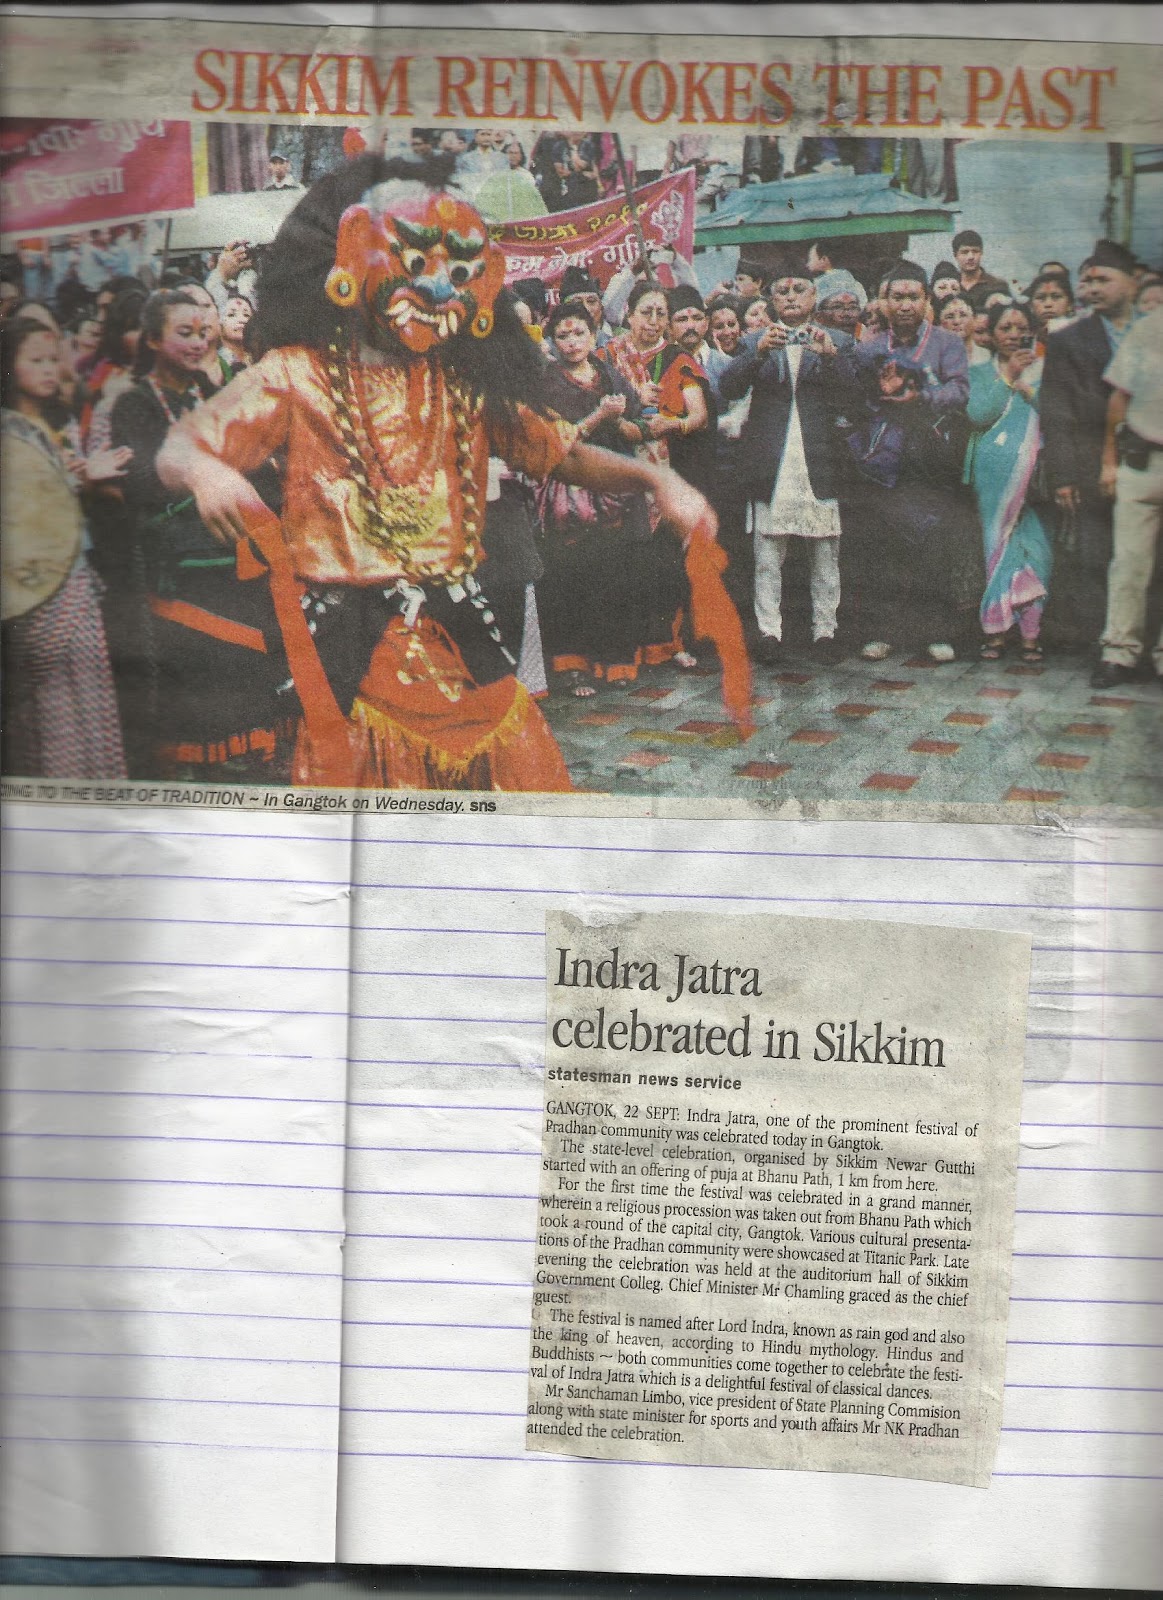 SIKKIM REINVOKES THE PAST
गुथि
जिल्ला
जात्रा २०१०
गुथि
TO THE BEAT OF TRADITION ~ In Gangtok on Wednesday. sns
Indra Jatra
celebrated in Sikkim
statesman news service
GANGTOK, 22 SEPT: Indra Jatra, one of the prominent festival of
Pradhan community was celebrated today in Gangtok.
The state-level celebration, organised by Sikkim Newar Gutthi
started with an offering of puja at Bhanu Path, 1 km from here.
For the first time the festival was celebrated in a grand manner,
wherein a religious procession was taken out from Bhanu Path which
took a round of the capital city, Gangtok. Various cultural presenta-
tions of the Pradhan community were showcased at Titanic Park. Late
evening the celebration was held at the auditorium hall of Sikkim
Government Colleg. Chief Minister Mr Chamling graced as the chief
guest.
The festival is named after Lord Indra, known as rain god and also
the king of heaven, according to Hindu mythology. Hindus and
Buddhists ~ both communities come together to celebrate the festi-
val of Indra Jatra which is a delightful festival of classical dances.
Mr Sanchaman Limbo, vice president of State Planning Commision
along with state minister for sports and youth affairs Mr NK Pradhan
attended the celebration.